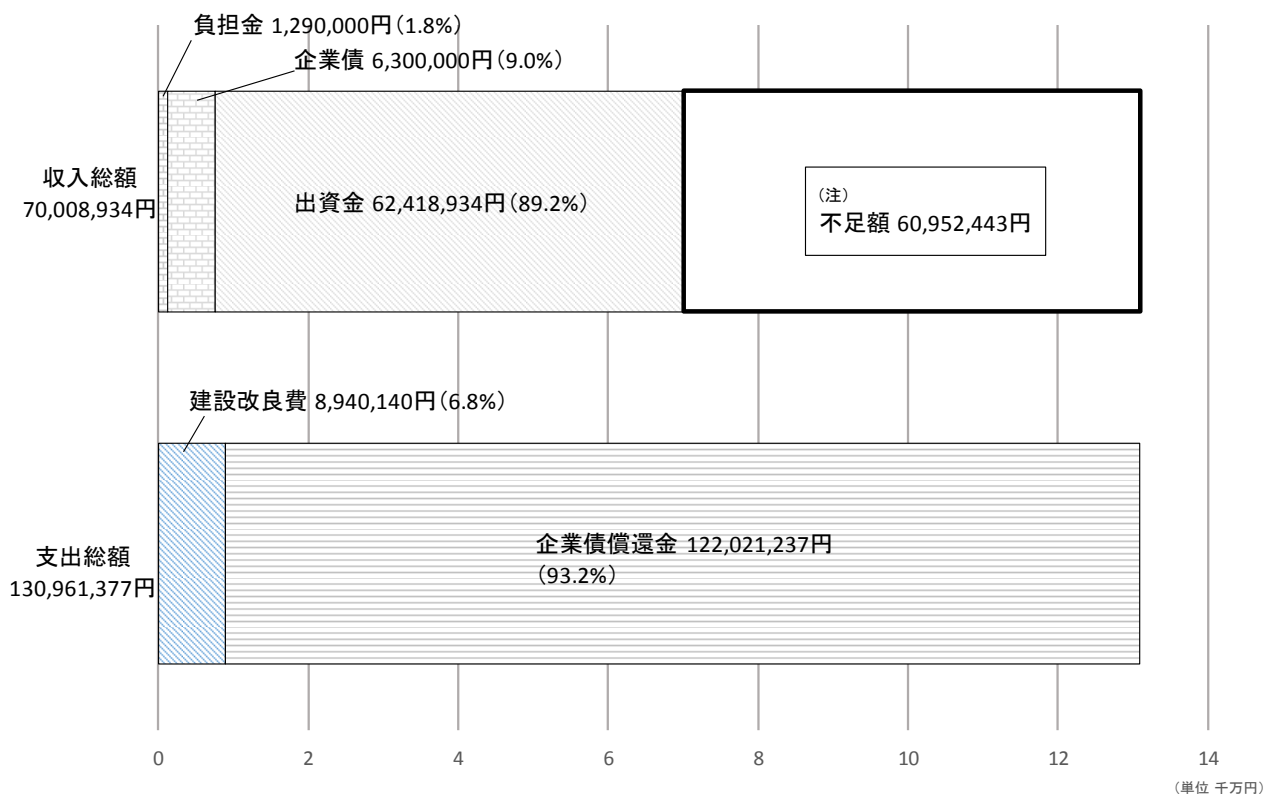 負担金 1,290,000円(1.8%)
企業債 6,300,000円(9.0%)
収入総額
70,008,934円
出資金 62,418,934円(89.2%)
(注)
不足額 60,952,443円
建設改良費 8,940,140円(6.8%)
支出総額
130,961,377円
企業債償還金 122,021,237円
(93.2%)
0 2 4 6 8 10 12 14
(単位 千万円)